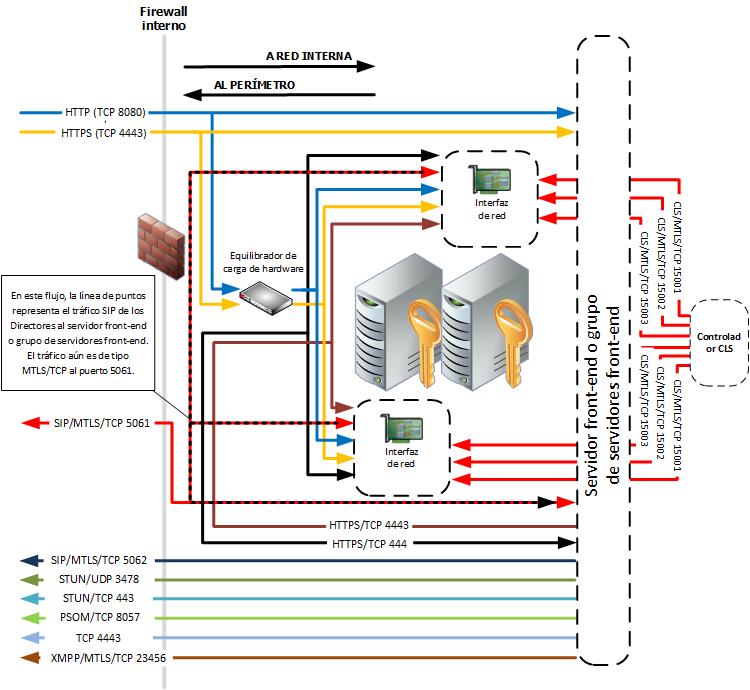 Firewall
interno
A RED INTERNA
AL PERÍMETRO
HTTP (TCP 8080)
HTTPS (TCP 4443)
Interfaz
de red
Equilibrador de
carga de hardware
En este flujo, la línea de puntos
representa el tráfico SIP de los
Directores al servidor front-end
o grupo de servidores front-end.
El tráfico aún es de tipo
MTLS/TCP al puerto 5061.
SIP/MTLS/TCP 5061
Interfaz
de red
Servidor front-end o grupo
de servidores front-end
CLS/MTLS/TCP 15001
CLS/MTLS/TCP 15002
CLS/MTLS/TCP 15003
Controlad
or CLS
CLS/MTLS/TCP 15003
CLS/MTLS/TCP 15002
CLS/MTLS/TCP 15001
HTTPS/TCP 4443
HTTPS/TCP 444
SIP/MTLS/TCP 5062
STUN/UDP 3478
STUN/TCP 443
PSOM/TCP 8057
TCP 4443
XMPP/MTLS/TCP 23456